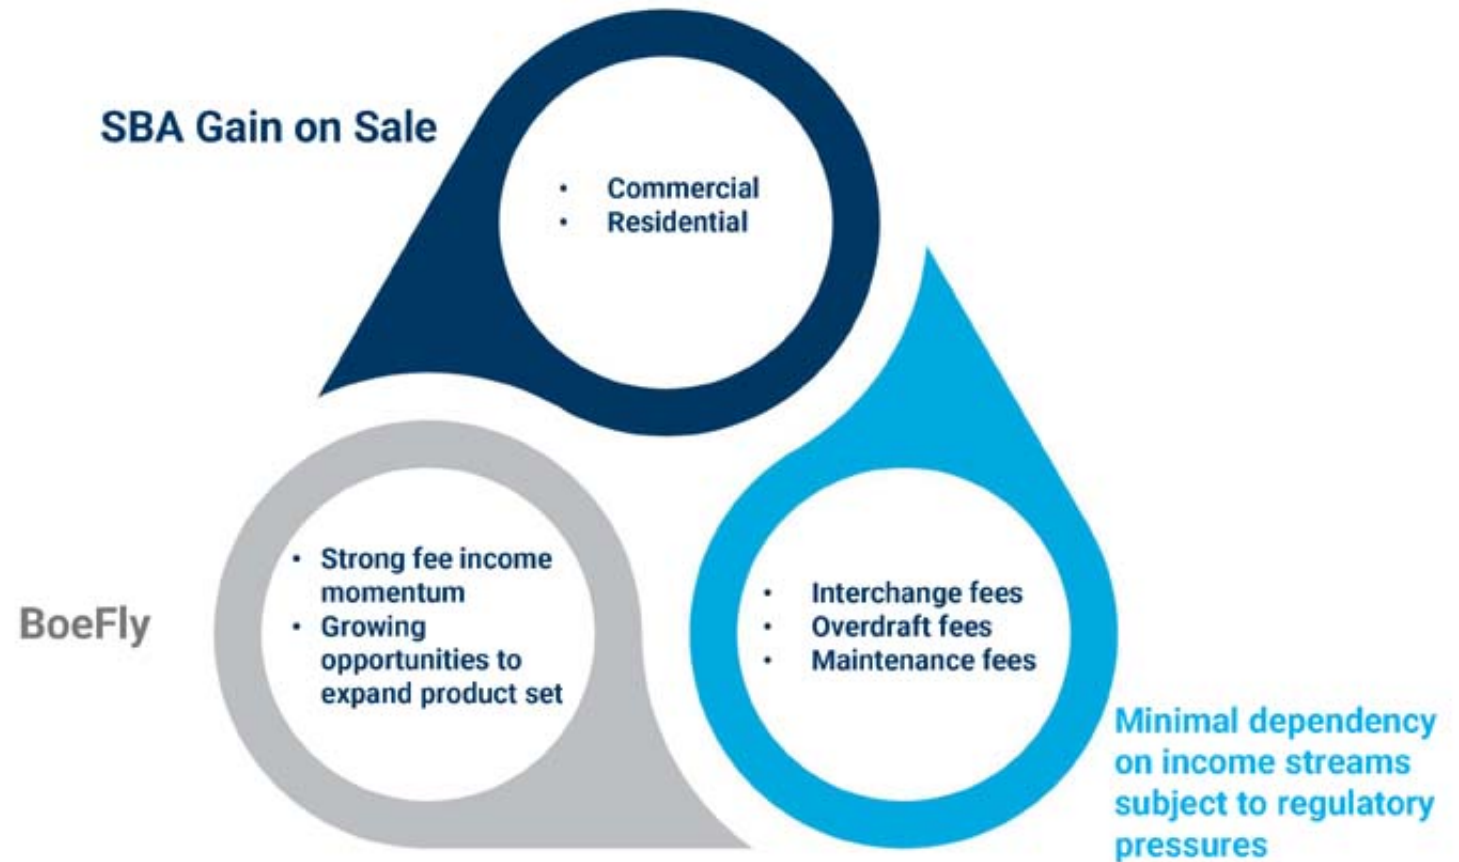 SBA Gain on Sale
• Commercial
• Residential
BoeFly
• Strong fee income
momentum
• Growing
opportunities to
expand product set
• Interchange fees
• Overdraft fees
• Maintenance fees
Minimal dependency
on income streams
subject to regulatory
pressures